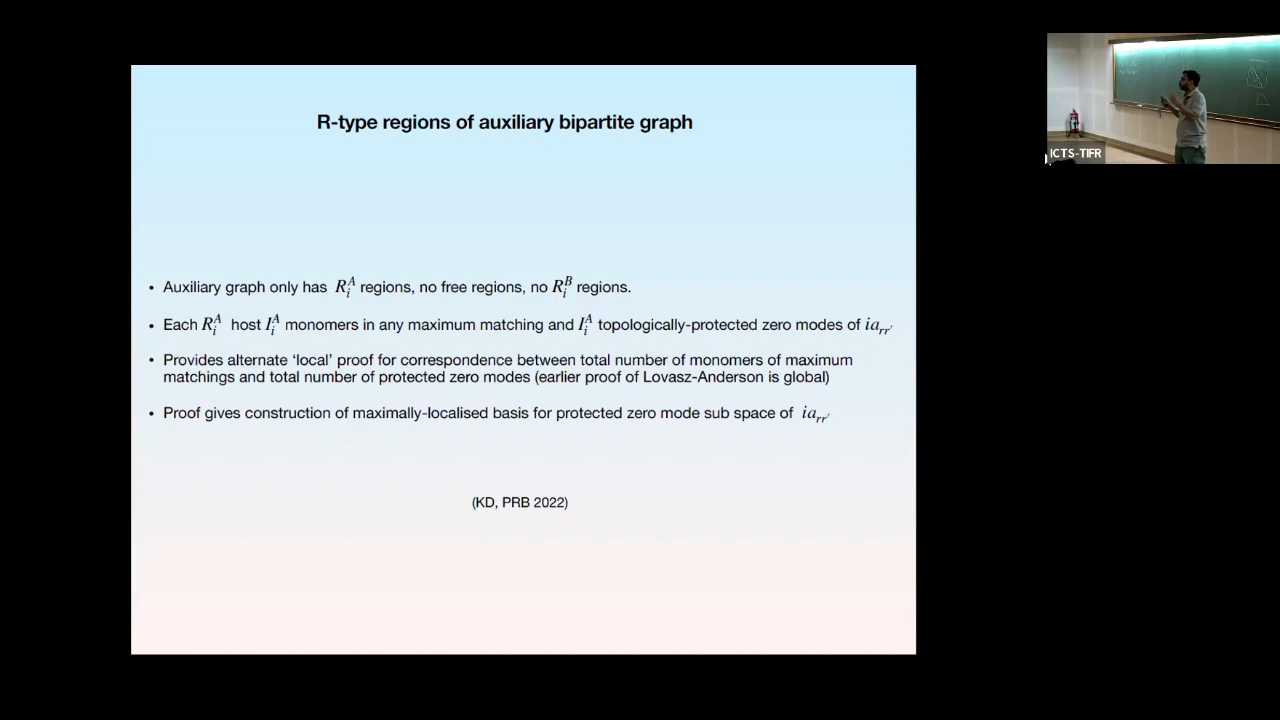 R-type regions of auxiliary bipartite graph
• Auxiliary graph only has $R_i^A$ regions, no free regions, no $R_i^B$ regions.
• Each $R_i^A$ host $I_i^A$ monomers in any maximum matching and $I_i^A$ topologically-protected zero modes of $ia_{rr'}$
• Provides alternate ‘local’ proof for correspondence between total number of monomers of maximum
matchings and total number of protected zero modes (earlier proof of Lovasz-Anderson is global)
• Proof gives construction of maximally-localised basis for protected zero mode sub space of $ia_{rr'}$
(KD, PRB 2022)
ICTS-TIFR